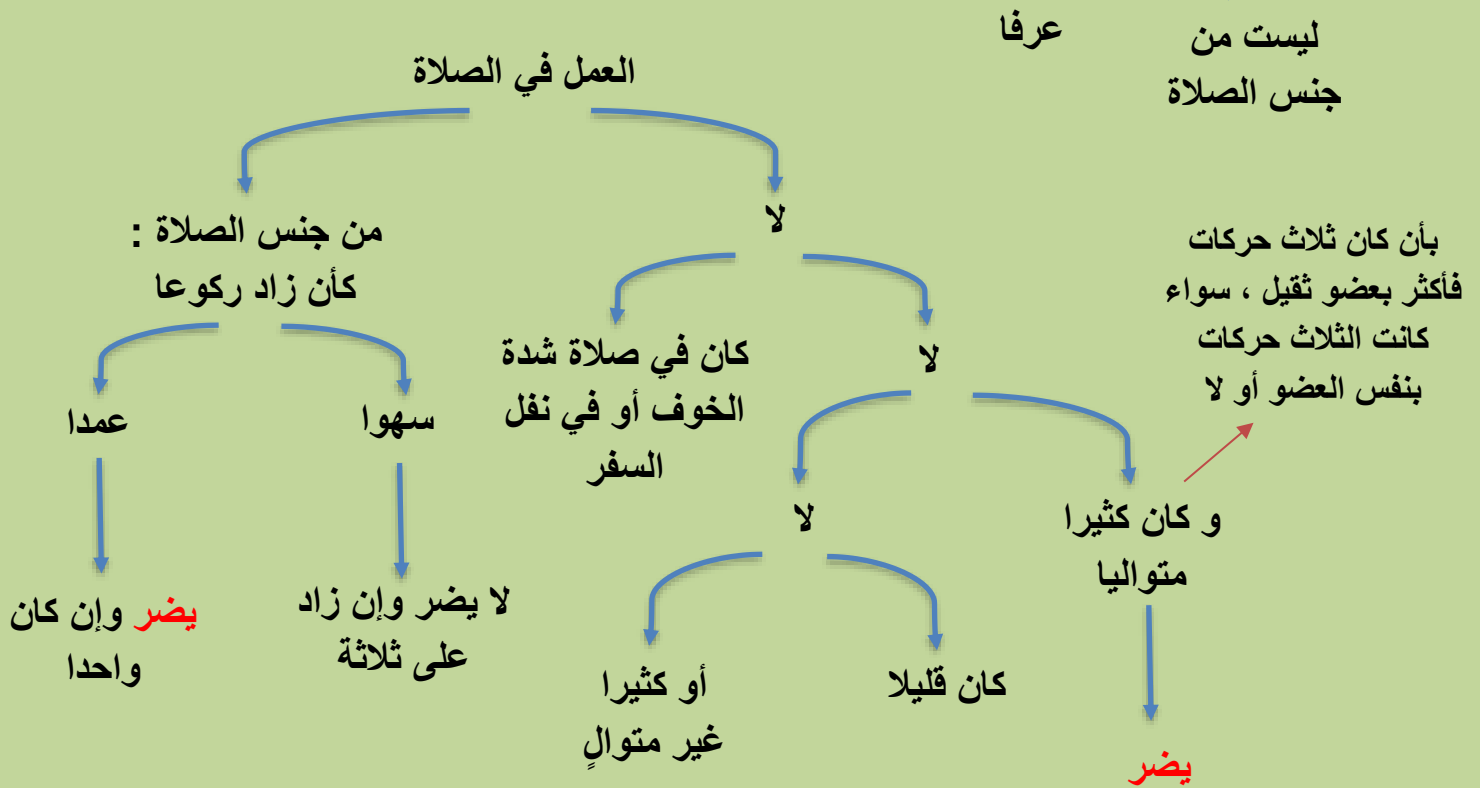 ليست من
جنس الصلاة
عرفا
العمل في الصلاة
من جنس الصلاة :
كأن زاد ركوعا
لا
بأن كان ثلاث حركات
فأكثر بعضو ثقيل ، سواء
كانت الثلاث حركات
بنفس العضو أو لا
كان في صلاة شدة
الخوف أو في نفل
السفر
لا
سهوا
عمدا
و كان كثيرا
متواليا
لا
لا يضر وإن زاد
على ثلاثة
يضر وإن كان
واحدا
كان قليلا
أو كثيرا
غير متوالٍ
يضر